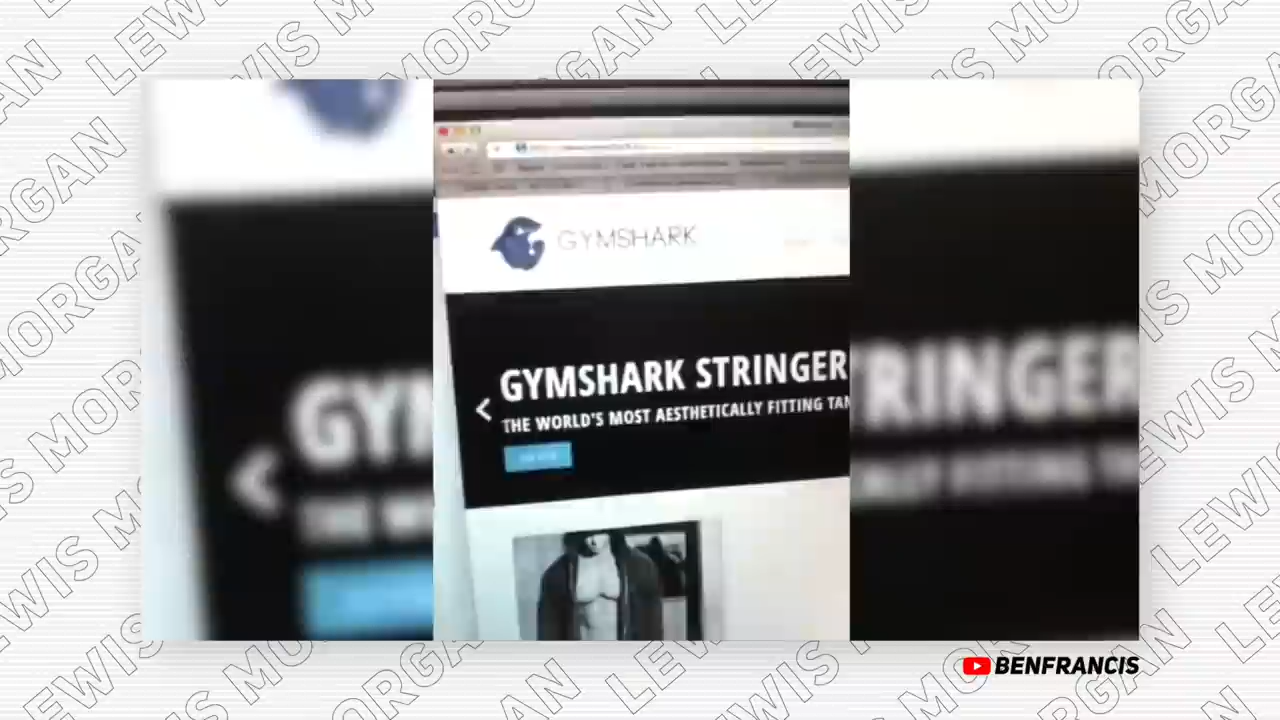 LEWIS MORGAN
GYMSHARK
GYMSHARK STRINGER
THE WORLD'S MOST AESTHETICALLY FITTING TAN
BENFRANCIS